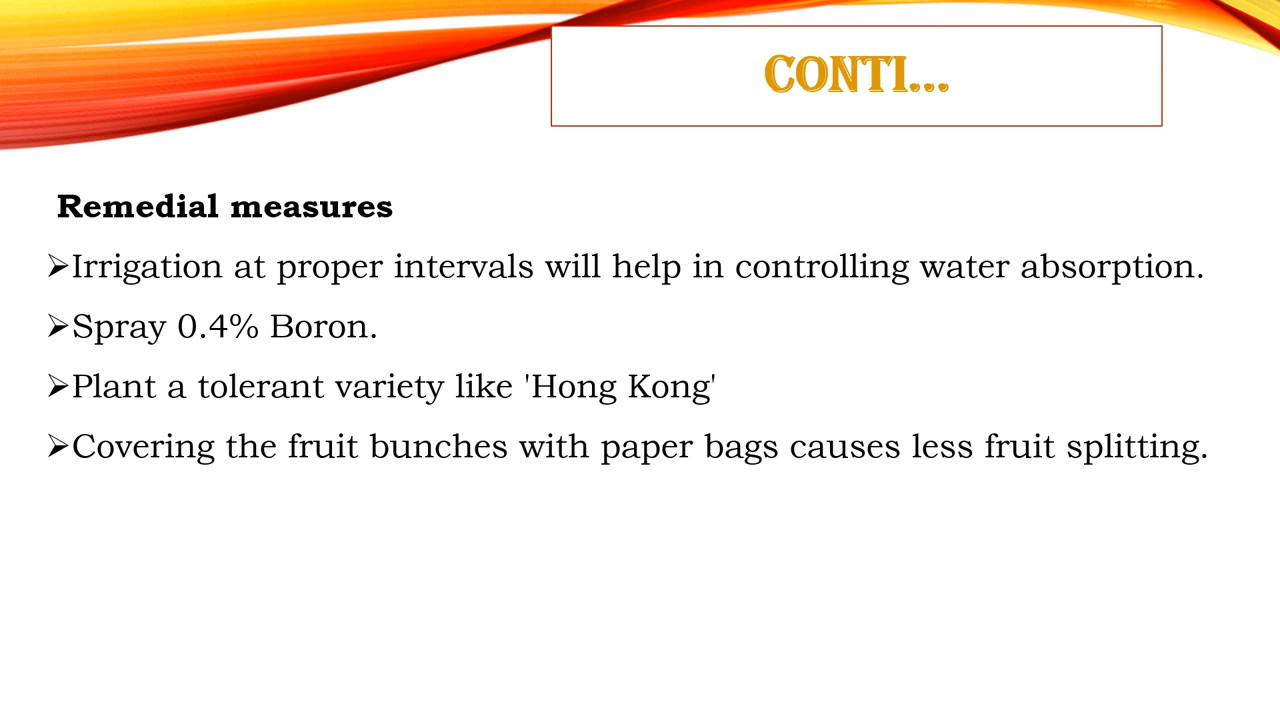 CONTI...
Remedial measures
➢Irrigation at proper intervals will help in controlling water absorption.
➢Spray 0.4% Boron.
➢Plant a tolerant variety like 'Hong Kong'
➢Covering the fruit bunches with paper bags causes less fruit splitting.